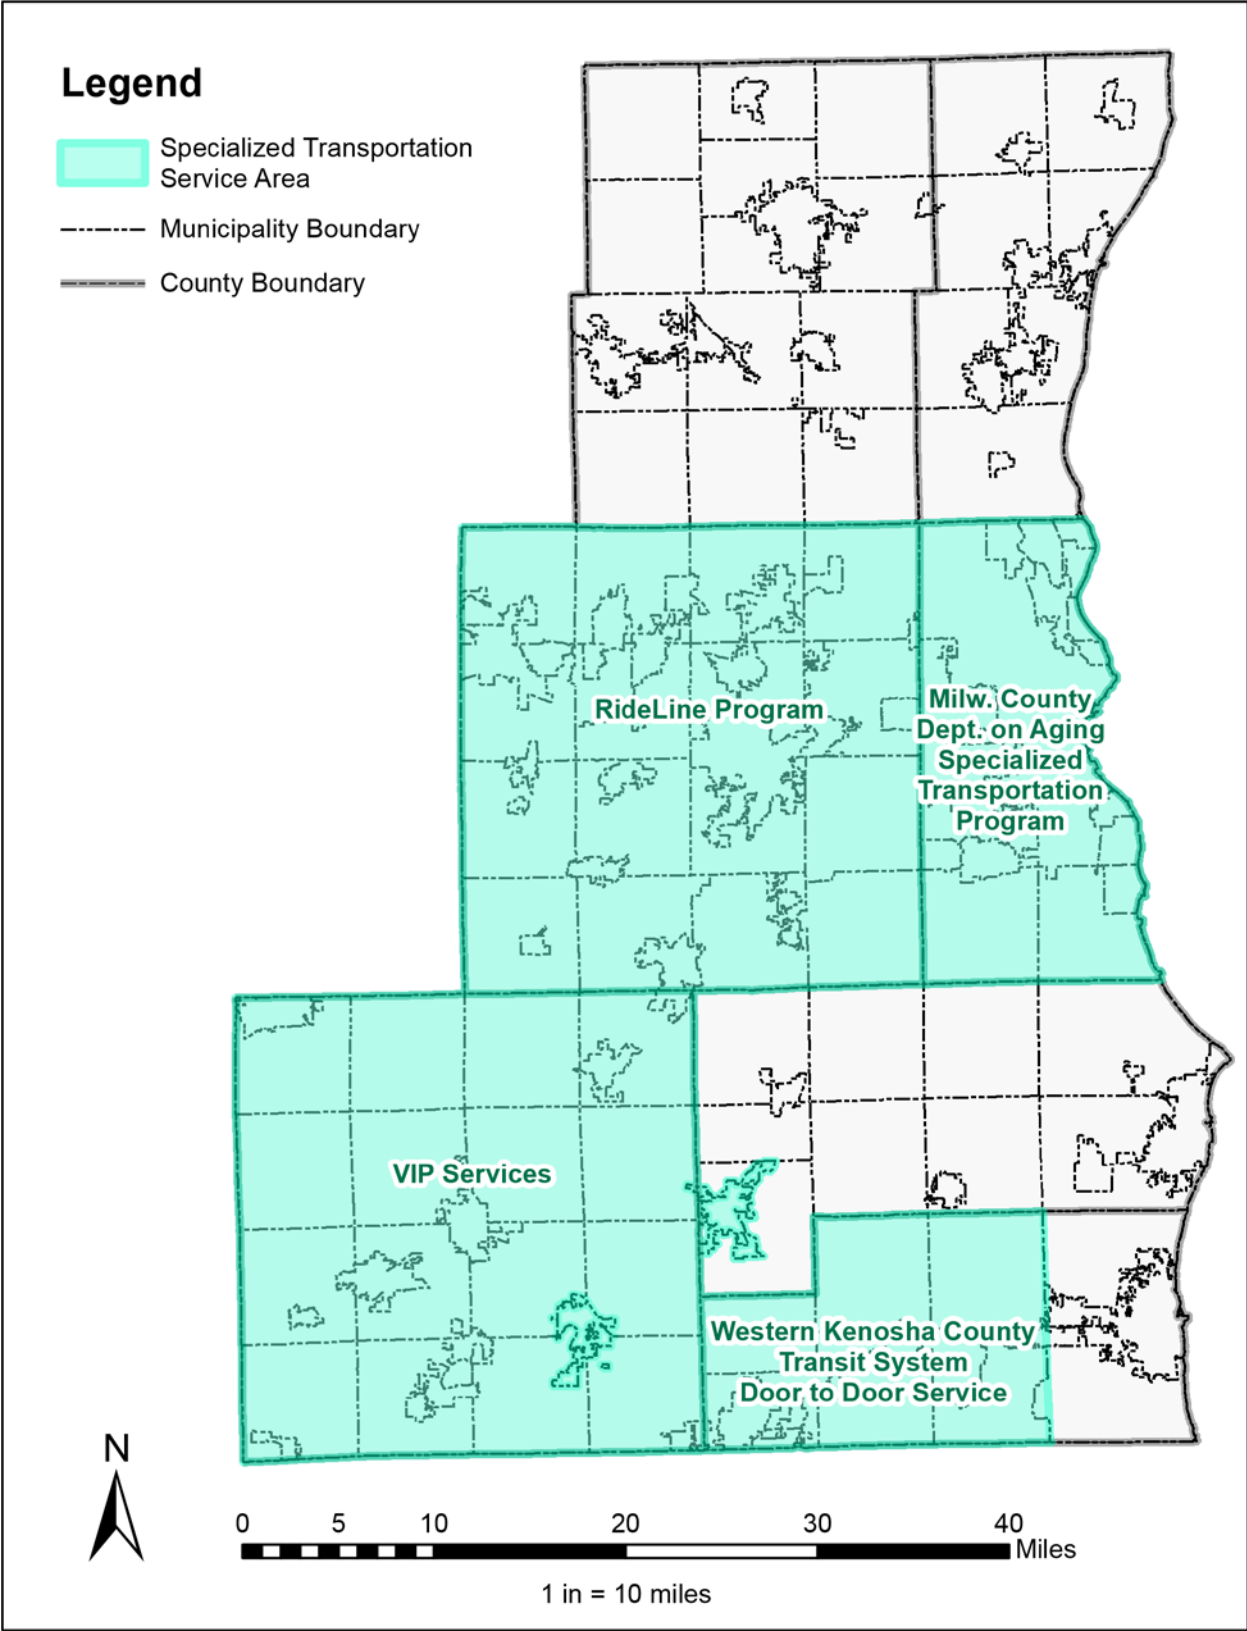 Legend
Specialized Transportation
Service Area
Municipality Boundary
County Boundary
RideLine Program
Milw. County
Dept. on Aging
Specialized
Transportation
Program
VIP Services
Western Kenosha County
Transit System
Door to Door Service
N
0 5 10 20 30 40
Miles
1 in = 10 miles